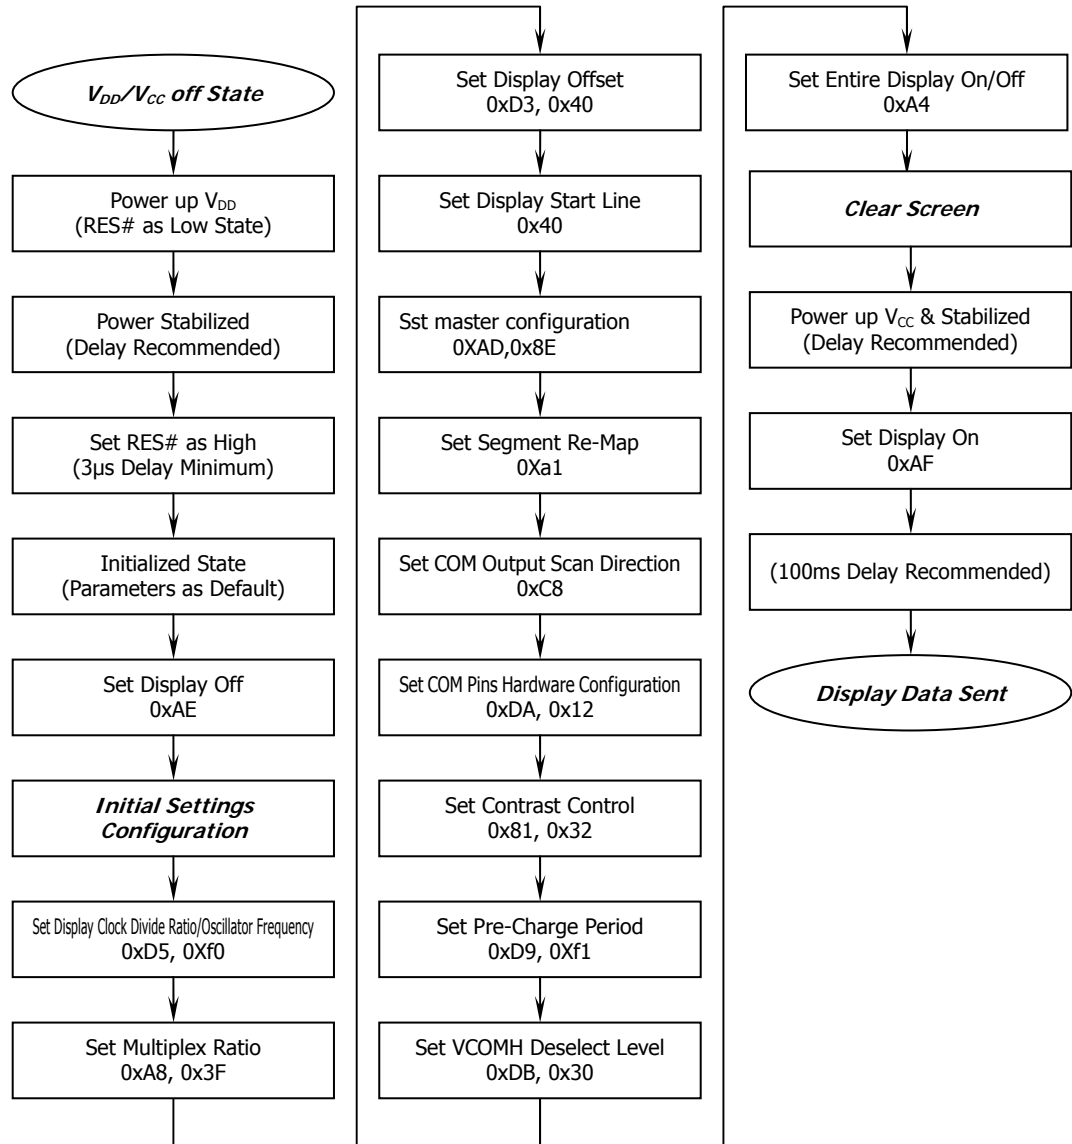 V_DD/V_CC off State
Power up V_DD
(RES# as Low State)
Power Stabilized
(Delay Recommended)
Set RES# as High
(3μs Delay Minimum)
Initialized State
(Parameters as Default)
Set Display Off
0xAE
Initial Settings
Configuration
Set Display Clock Divide Ratio/Oscillator Frequency
0xD5, 0Xf0
Set Multiplex Ratio
0xA8, 0x3F
Set Display Offset
0xD3, 0x40
Set Display Start Line
0x40
Sst master configuration
0XAD,0x8E
Set Segment Re-Map
0Xa1
Set COM Output Scan Direction
0xC8
Set COM Pins Hardware Configuration
0xDA, 0x12
Set Contrast Control
0x81, 0x32
Set Pre-Charge Period
0xD9, 0Xf1
Set VCOMH Deselect Level
0xDB, 0x30
Set Entire Display On/Off
0xA4
Clear Screen
Power up V_CC & Stabilized
(Delay Recommended)
Set Display On
0xAF
(100ms Delay Recommended)
Display Data Sent